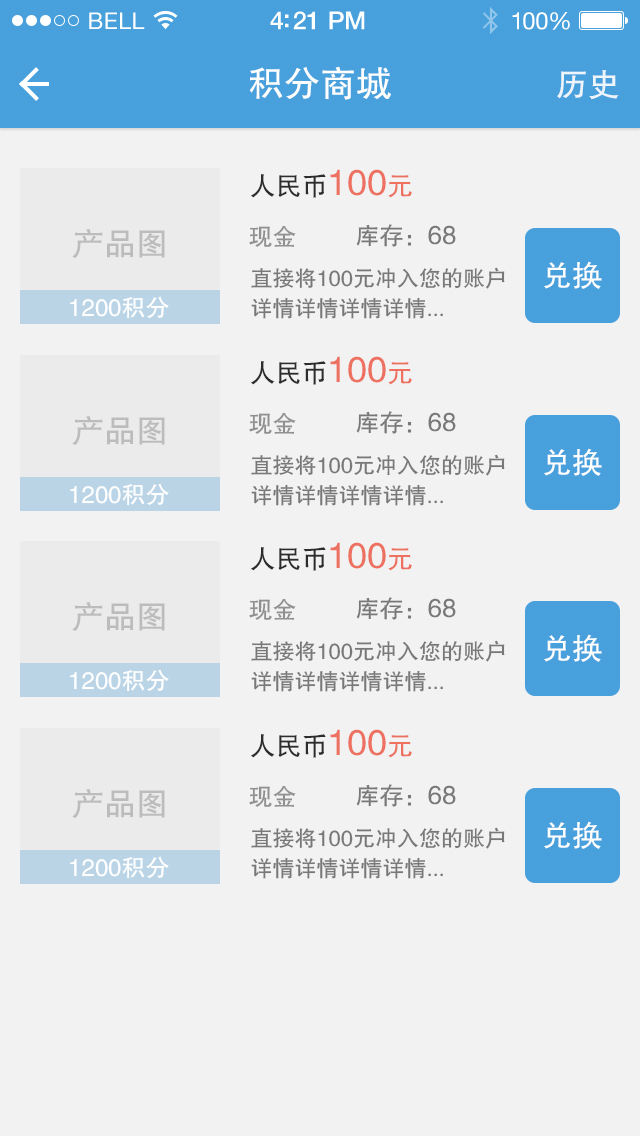 BELL 4:21 PM 100%
积分商城 历史
人民币100元
产品图
现金 库存：68
直接将100元冲入您的账户
详情详情详情详情...
1200积分
兑换
人民币100元
产品图
现金 库存：68
直接将100元冲入您的账户
详情详情详情详情...
1200积分
兑换
人民币100元
产品图
现金 库存：68
直接将100元冲入您的账户
详情详情详情详情...
1200积分
兑换
人民币100元
产品图
现金 库存：68
直接将100元冲入您的账户
详情详情详情详情...
1200积分
兑换